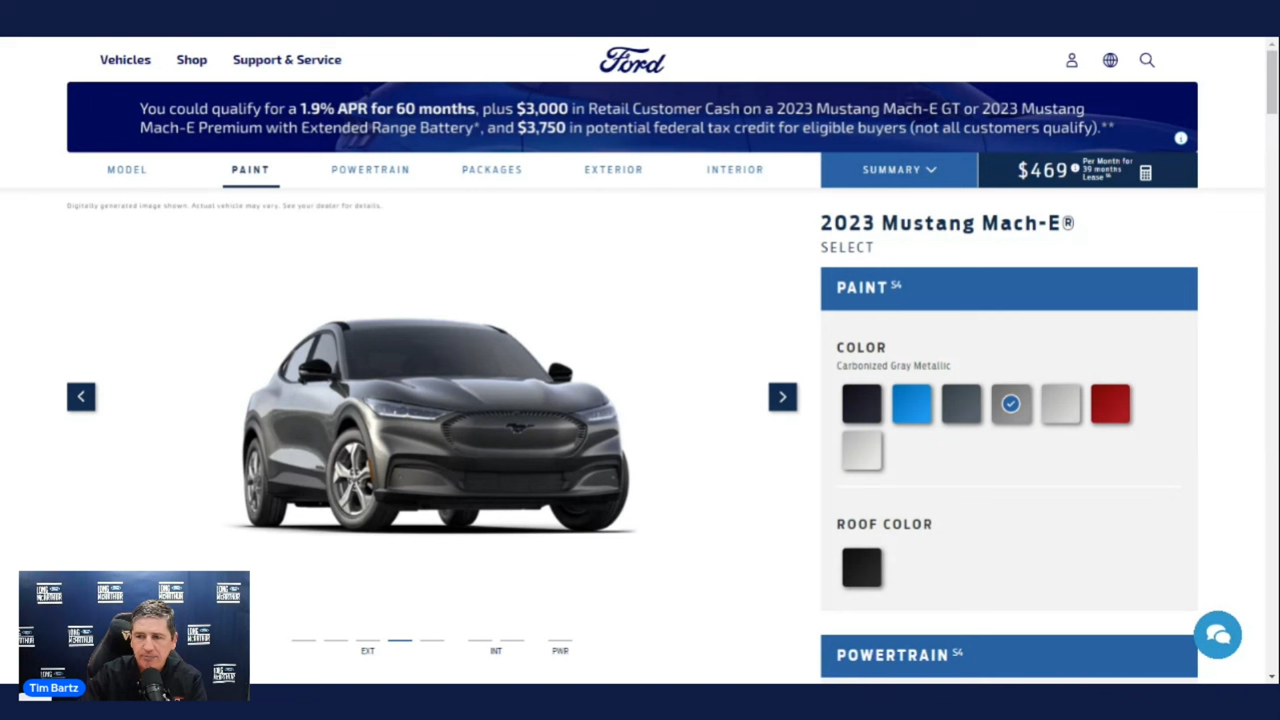 Vehicles Shop Support & Service Ford
You could qualify for a 1.9% APR for 60 months, plus $3,000 in Retail Customer Cash on a 2023 Mustang Mach-E GT or 2023 Mustang
Mach-E Premium with Extended Range Battery*, and $3,750 in potential federal tax credit for eligible buyers (not all customers qualify).**
MODEL PAINT POWERTRAIN PACKAGES EXTERIOR INTERIOR SUMMARY $469 Per Month for
39 months
Lease
Digitally generated image shown. Actual vehicle may vary. See your dealer for details.
2023 Mustang Mach-E®
SELECT
PAINT 54
COLOR
Carbonized Gray Metallic
ROOF COLOR
EXT INT PWR
POWERTRAIN 54
LONG
McARTHUR
Tim Bartz